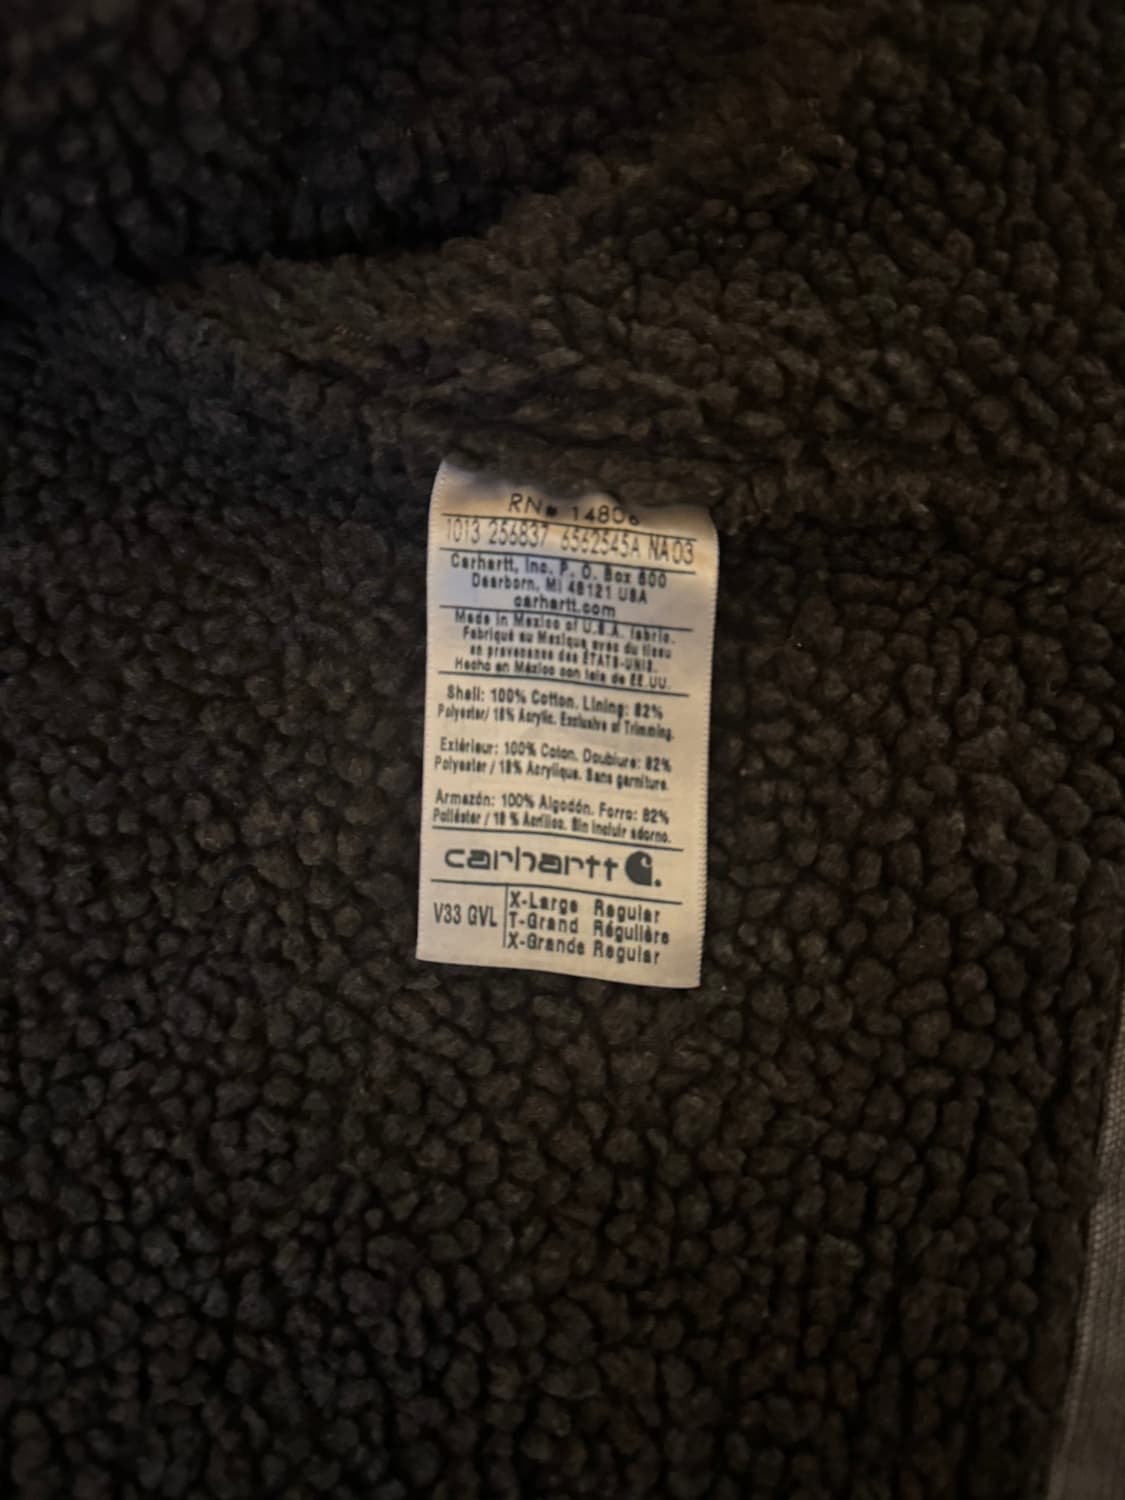 RN# 14806
1013 256837 6562545A NA03
Carhartt, Inc. P. O. Box 600
Dearborn, MI 48121 USA
carhartt.com
Made in Mexico of U.S.A. fabric.
Fabriqué au Mexique avec du tissu
en provenance des ÉTATS-UNIS.
Hecho en México con tela de EE.UU.
Shell: 100% Cotton. Lining: 82%
Polyester/ 18% Acrylic. Exclusive of Trimming.
Extérieur: 100% Coton. Doublure: 82%
Polyester / 18% Acrylique. Sans garniture.
Armazón: 100% Algodón. Forro: 82%
Poliéster / 18 % Acrílico. Sin incluir adorno.
carhartt
V33 GVL
X-Large Regular
T-Grand Régulière
X-Grande Regular